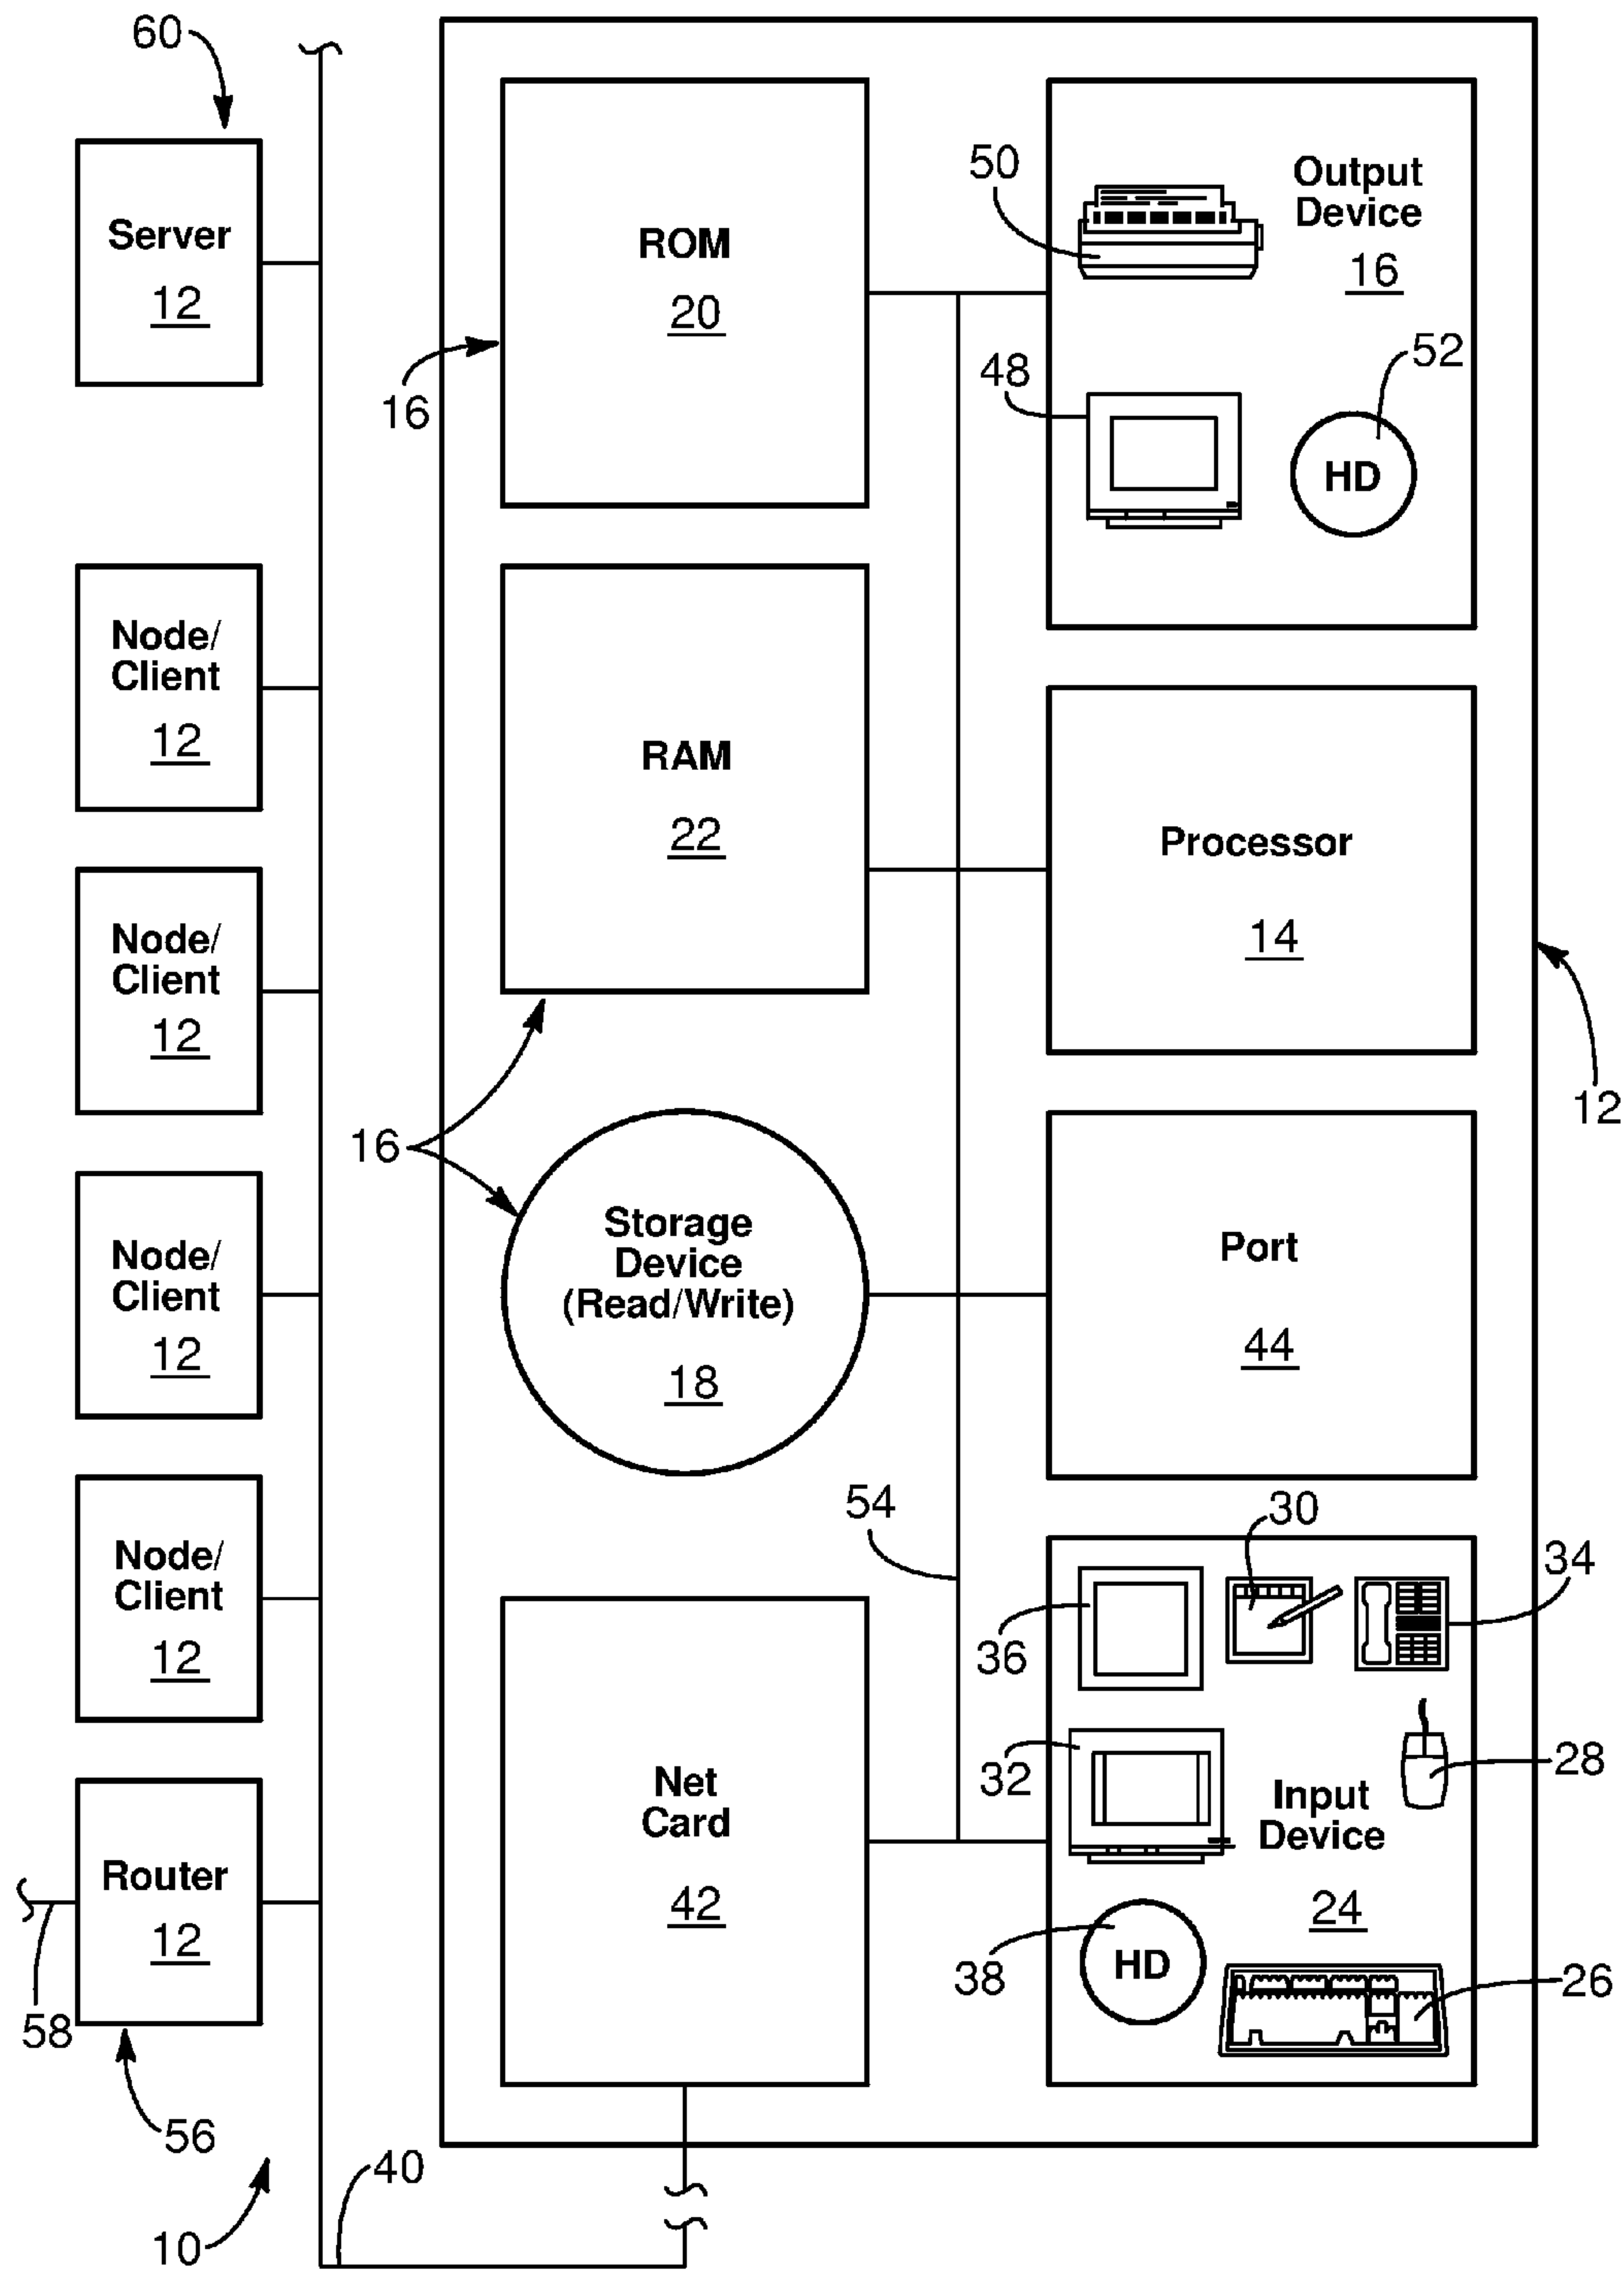 60
Server
12
Node/
Client
12
Node/
Client
12
Node/
Client
12
Node/
Client
12
Router
12
58
56
10
40
16
ROM
20
RAM
22
16
Storage
Device
(Read/Write)
18
54
Net
Card
42
50
Output
Device
16
48
52
HD
Processor
14
12
Port
44
30
34
36
32
28
Input
Device
24
38
HD
26